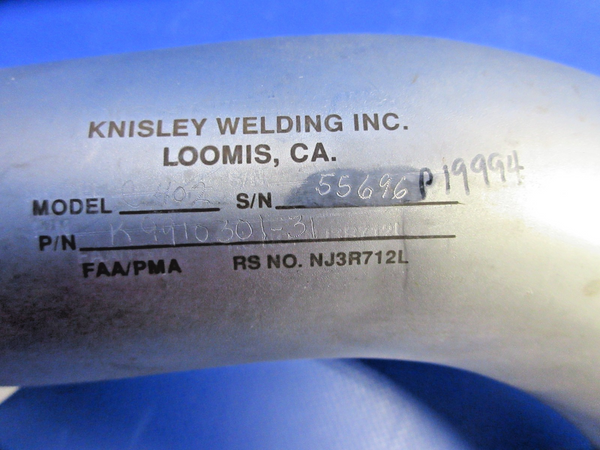 KNISLEY WELDING INC.
LOOMIS, CA.
MODEL S/N 55696 P19994
P/N
FAA/PMA RS NO. NJ3R712L